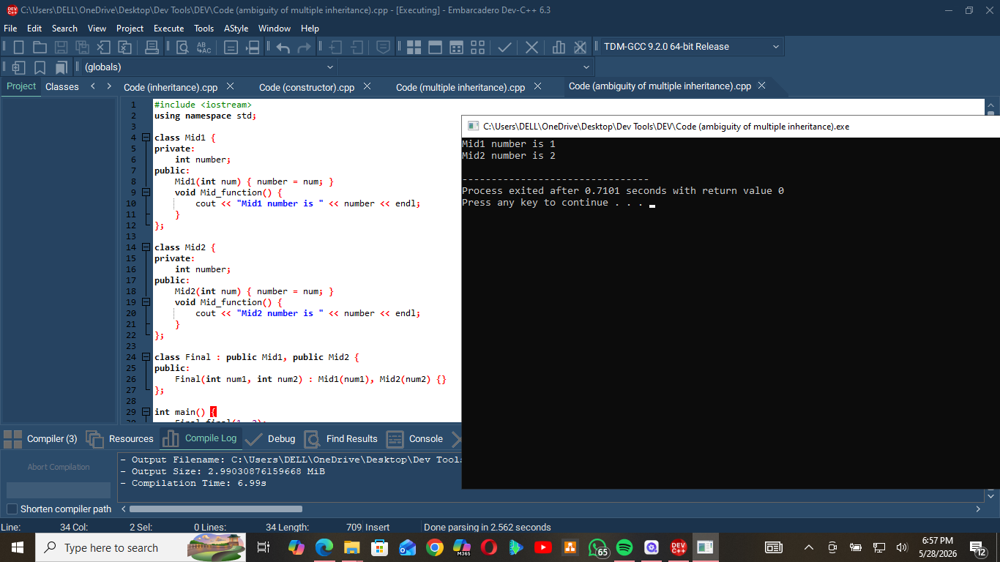 C:\Users\DELL\OneDrive\Desktop\Dev Tools\DEV\Code (ambiguity of multiple inheritance).cpp - [Executing] - Embarcadero Dev-C++ 6.3
File Edit Search View Project Execute Tools AStyle Window Help
TDM-GCC 9.2.0 64-bit Release
(globals)
Project Classes Code (inheritance).cpp Code (constructor).cpp Code (multiple inheritance).cpp Code (ambiguity of multiple inheritance).cpp
1 #include <iostream>
2 using namespace std;
3
4 class Mid1 {
5 private:
6 int number;
7 public:
8 Mid1(int num) { number = num; }
9 void Mid_function() {
10 cout << "Mid1 number is " << number << endl;
11 }
12 };
13
14 class Mid2 {
15 private:
16 int number;
17 public:
18 Mid2(int num) { number = num; }
19 void Mid_function() {
20 cout << "Mid2 number is " << number << endl;
21 }
22 };
23
24 class Final : public Mid1, public Mid2 {
25 public:
26 Final(int num1, int num2) : Mid1(num1), Mid2(num2) {}
27 };
28
29 int main() {
C:\Users\DELL\OneDrive\Desktop\Dev Tools\DEV\Code (ambiguity of multiple inheritance).exe
Mid1 number is 1
Mid2 number is 2
--------------------------------
Process exited after 0.7101 seconds with return value 0
Press any key to continue . . .
Compiler (3) Resources Compile Log Debug Find Results Console
Abort Compilation
Shorten compiler path
- Output Filename: C:\Users\DELL\OneDrive\Desktop\Dev Tools
- Output Size: 2.99030876159668 MiB
- Compilation Time: 6.99s
Line: 34 Col: 2 Sel: 0 Lines: 34 Length: 709 Insert Done parsing in 2.562 seconds
Type here to search
M365
65
DEV C++
6:57 PM
5/28/2026
12